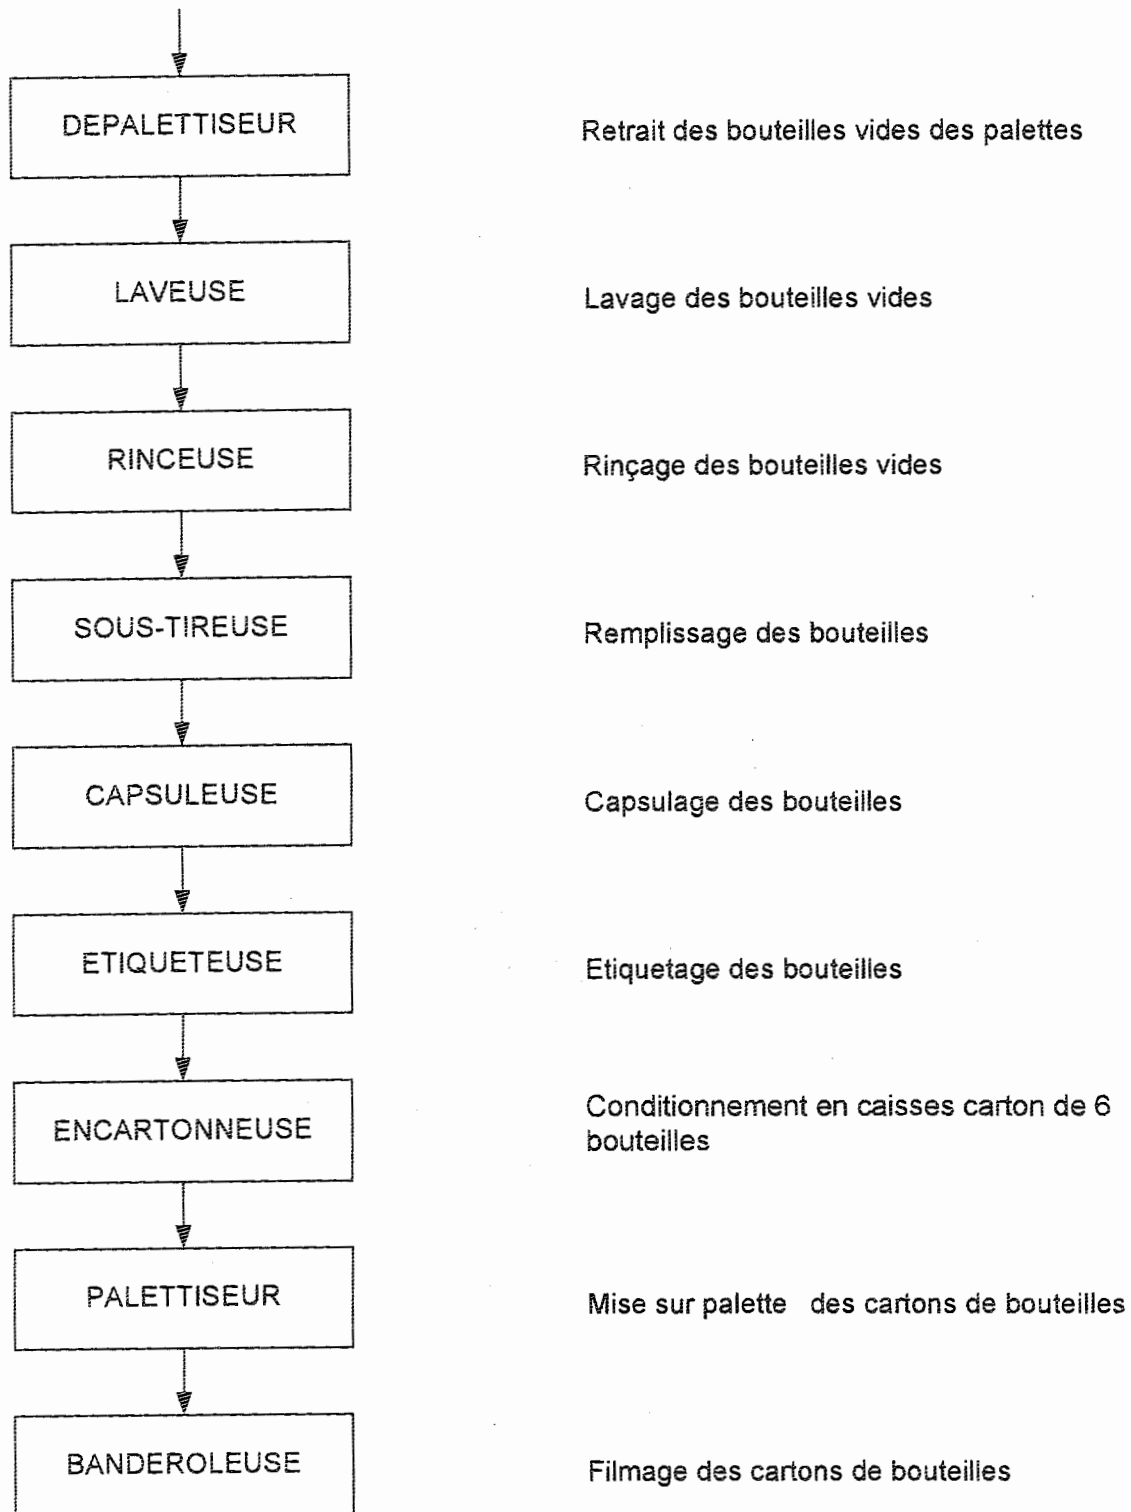 DEPALETTISEUR
Retrait des bouteilles vides des palettes
LAVEUSE
Lavage des bouteilles vides
RINCEUSE
Rinçage des bouteilles vides
SOUS-TIREUSE
Remplissage des bouteilles
CAPSULEUSE
Capsulage des bouteilles
ETIQUETEUSE
Etiquetage des bouteilles
ENCARTONNEUSE
Conditionnement en caisses carton de 6
bouteilles
PALETTISEUR
Mise sur palette des cartons de bouteilles
BANDEROLEUSE
Filmage des cartons de bouteilles